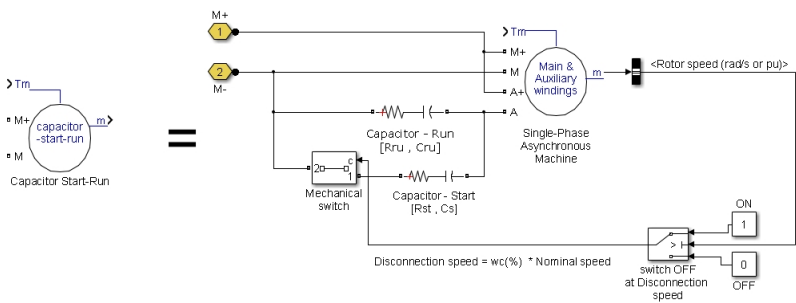 >Tm
M+
M
capacitor
-start-run
m>
Capacitor Start-Run
=
M+
1
2
M-
>Tm
M+
M
A+
A
Main &
Auxiliary
windings
m
<Rotor speed (rad/s or pu)>
Single-Phase
Asynchronous
Machine
Capacitor - Run
[Rru , Cru]
2
c
1
Mechanical
switch
Capacitor - Start
[Rst , Cs]
Disconnection speed = wc(%) * Nominal speed
>
switch OFF
at Disconnection
speed
ON
1
0
OFF